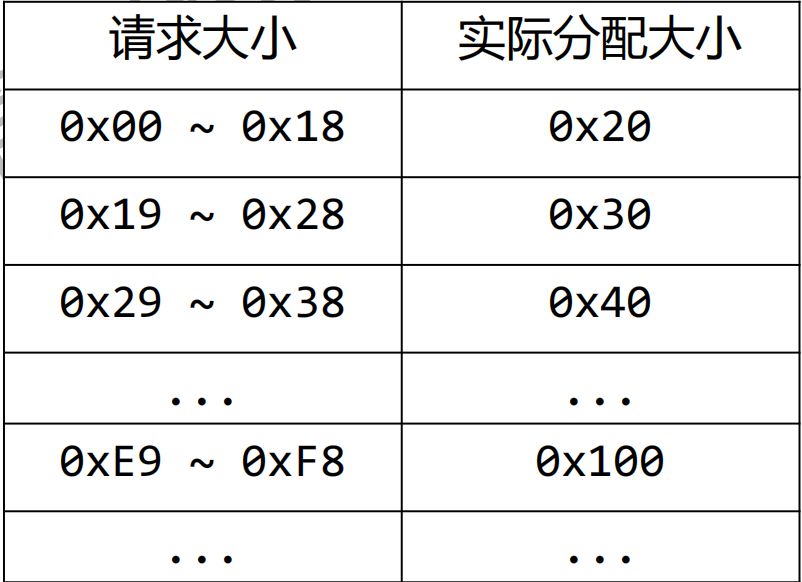 请求大小 实际分配大小
0x00 ~ 0x18 0x20
0x19 ~ 0x28 0x30
0x29 ~ 0x38 0x40
... ...
0xE9 ~ 0xF8 0x100
... ...